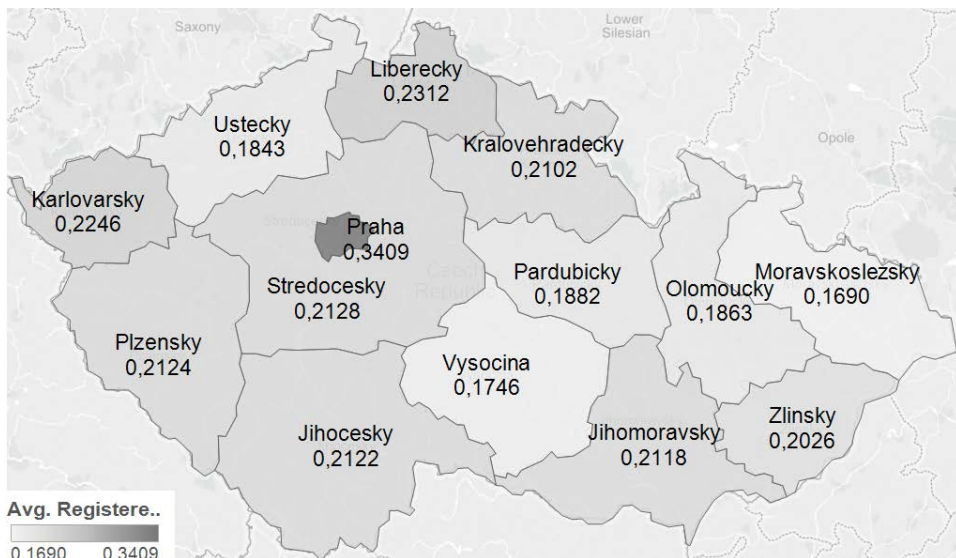 Saxony
Lower
Silesian
Liberecky
0,2312
Ustecky
0,1843
Kralovehradecky
0,2102
Opole
Karlovarsky
0,2246
Praha
0,3409
Stredocesky
0,2128
Czech
Republic
Pardubicky
0,1882
Olomoucky
0,1863
Moravskoslezsky
0,1690
Plzensky
0,2124
Vysocina
0,1746
Jihocesky
0,2122
Jihomoravsky
0,2118
Zlinsky
0,2026
Avg. Registere..
0,1690 0,3409